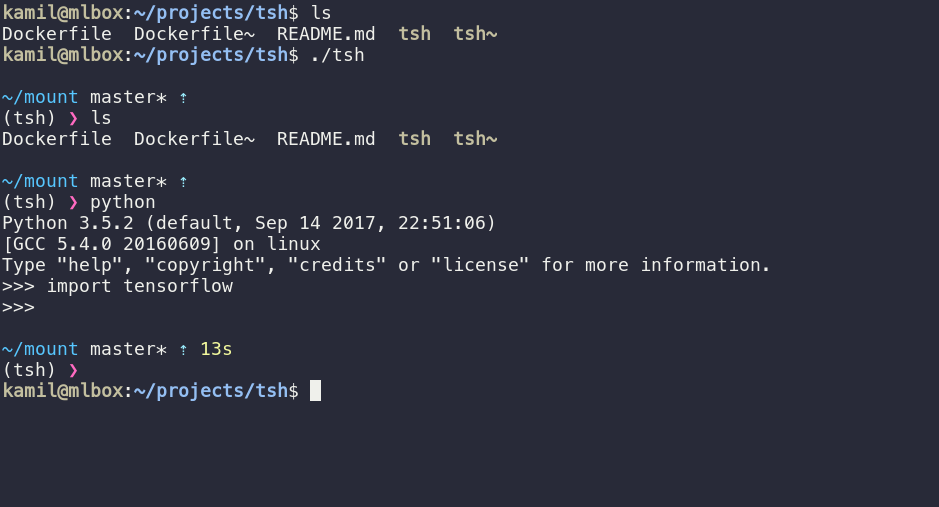 kamil@mlbox:~/projects/tsh$ ls
Dockerfile  Dockerfile~  README.md  tsh  tsh~
kamil@mlbox:~/projects/tsh$ ./tsh
~/mount master* ⇡
(tsh) ❯ ls
Dockerfile  Dockerfile~  README.md  tsh  tsh~
~/mount master* ⇡
(tsh) ❯ python
Python 3.5.2 (default, Sep 14 2017, 22:51:06)
[GCC 5.4.0 20160609] on linux
Type "help", "copyright", "credits" or "license" for more information.
>>> import tensorflow
>>>
~/mount master* ⇡ 13s
(tsh) ❯
kamil@mlbox:~/projects/tsh$